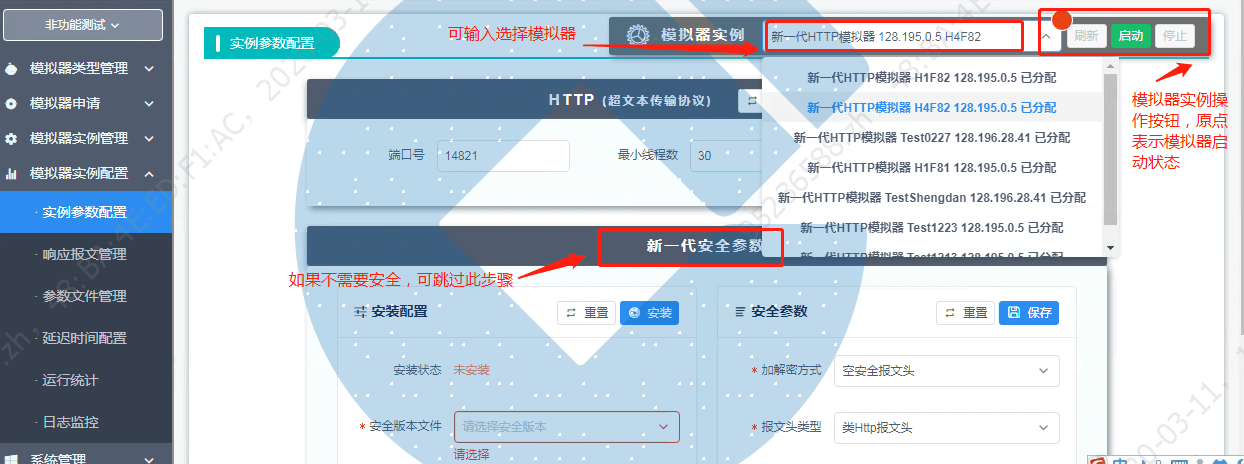 非功能测试
模拟器类型管理
模拟器申请
模拟器实例管理
模拟器实例配置
· 实例参数配置
· 响应报文管理
· 参数文件管理
· 延迟时间配置
· 运行统计
· 日志监控
系统管理
实例参数配置
可输入选择模拟器
模拟器实例
新一代HTTP模拟器 128.195.0.5 H4F82
刷新 启动 停止
新一代HTTP模拟器 H1F82 128.195.0.5 已分配
新一代HTTP模拟器 H4F82 128.195.0.5 已分配
新一代HTTP模拟器 Test0227 128.196.28.41 已分配
新一代HTTP模拟器 H1F81 128.195.0.5 已分配
新一代HTTP模拟器 TestShengdan 128.196.28.41 已分配
新一代HTTP模拟器 Test1223 128.195.0.5 已分配
新一代HTTP模拟器 Test1213 128.195.0.5 已分配
模拟器实例操
作按钮，原点
表示模拟器启
动状态
HTTP (超文本传输协议)
端口号 14821 最小线程数 30
新一代安全参数
如果不需要安全，可跳过此步骤
安装配置 重置 安装
安装状态 未安装
* 安全版本文件 请选择安全版本
请选择
安全参数 重置 保存
* 加解密方式 空安全报文头
* 报文头类型 类Http报文头